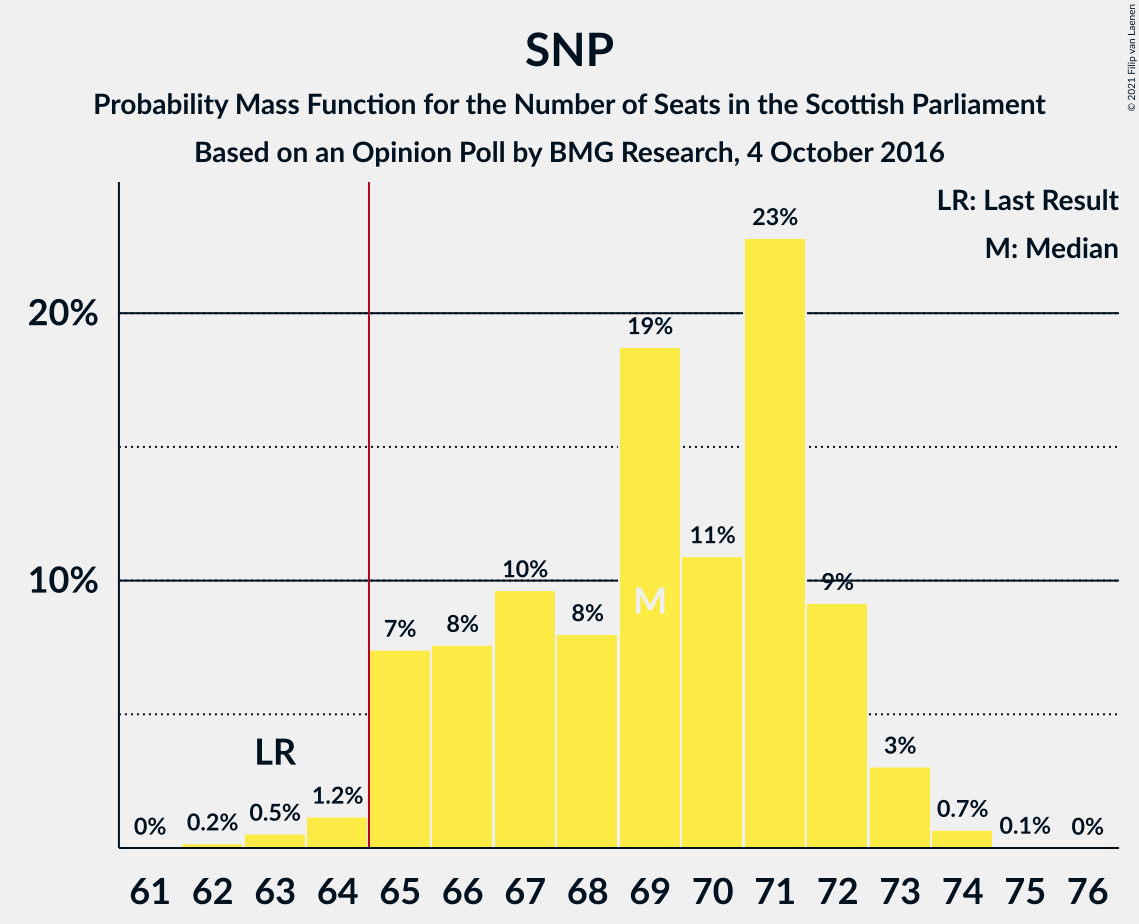 SNP
Probability Mass Function for the Number of Seats in the Scottish Parliament
Based on an Opinion Poll by BMG Research, 4 October 2016
© 2021 Filip van Laenen
LR: Last Result
M: Median
20%
10%
0%
0.2%
0.5%
1.2%
7%
8%
10%
8%
19%
11%
23%
9%
3%
0.7%
0.1%
0%
LR
M
61 62 63 64 65 66 67 68 69 70 71 72 73 74 75 76